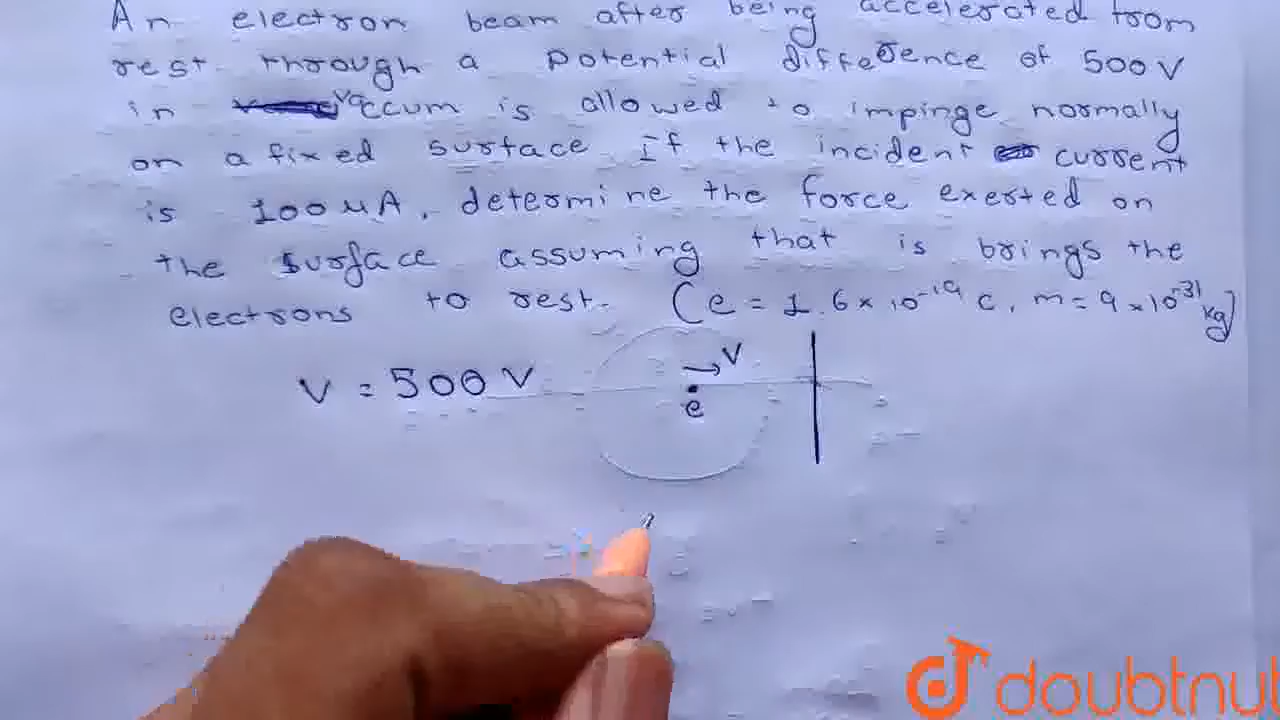 An electron beam after being accelerated from
rest through a potential difference of 500 V
in vaccum is allowed to impinge normally
on a fixed surface If the incident current
is 100 μA, determine the force exerted on
the surface assuming that is brings the
electrons to rest. (e = 1.6 × 10⁻¹⁹ c, m = 9 × 10⁻³¹ kg)
V = 500 V
→ V
e
doubtnut